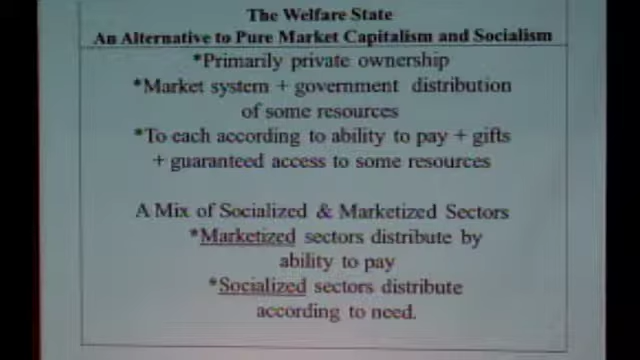 The Welfare State
An Alternative to Pure Market Capitalism and Socialism
*Primarily private ownership
*Market system + government distribution
of some resources
*To each according to ability to pay + gifts
+ guaranteed access to some resources
A Mix of Socialized & Marketized Sectors
*Marketized sectors distribute by
ability to pay
*Socialized sectors distribute
according to need.